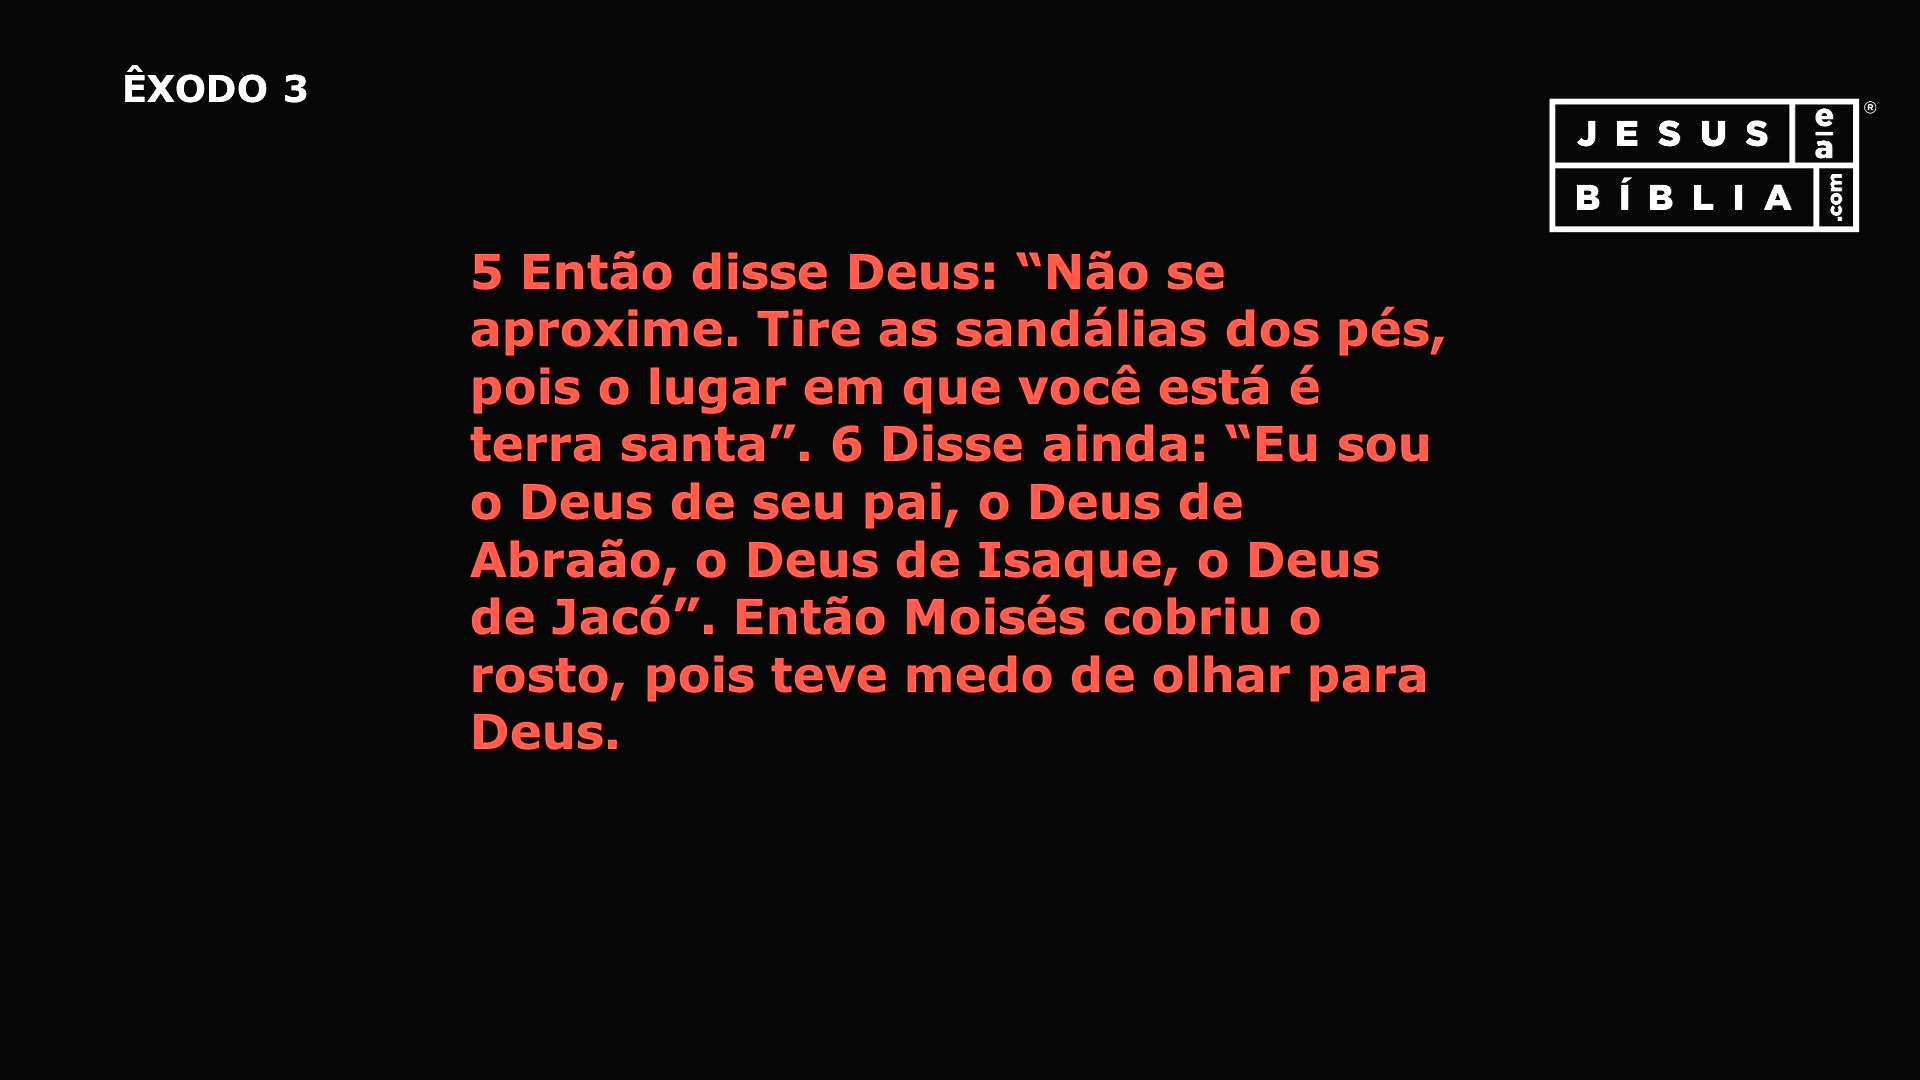 ÊXODO 3
JESUS e a
BÍBLIA .com
®
5 Então disse Deus: “Não se
aproxime. Tire as sandálias dos pés,
pois o lugar em que você está é
terra santa”. 6 Disse ainda: “Eu sou
o Deus de seu pai, o Deus de
Abraão, o Deus de Isaque, o Deus
de Jacó”. Então Moisés cobriu o
rosto, pois teve medo de olhar para
Deus.